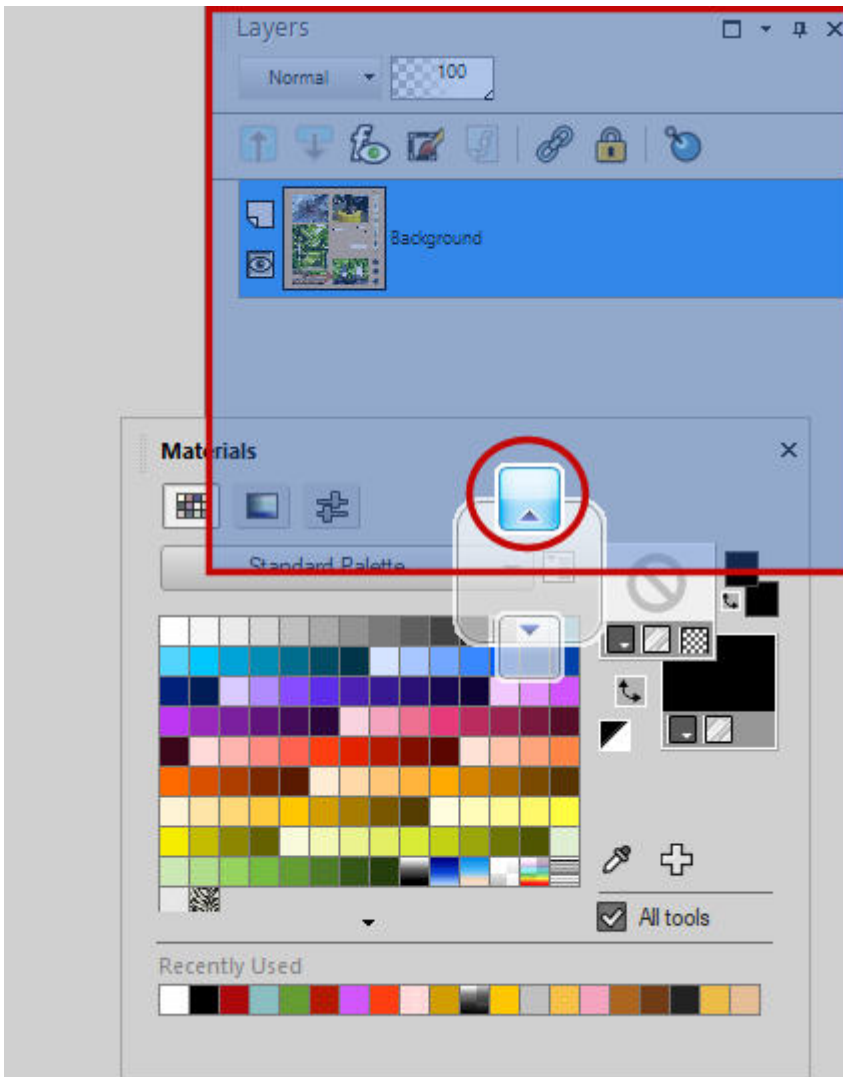 Layers
Normal
100
Background
Materials
Standard Palette
All tools
Recently Used